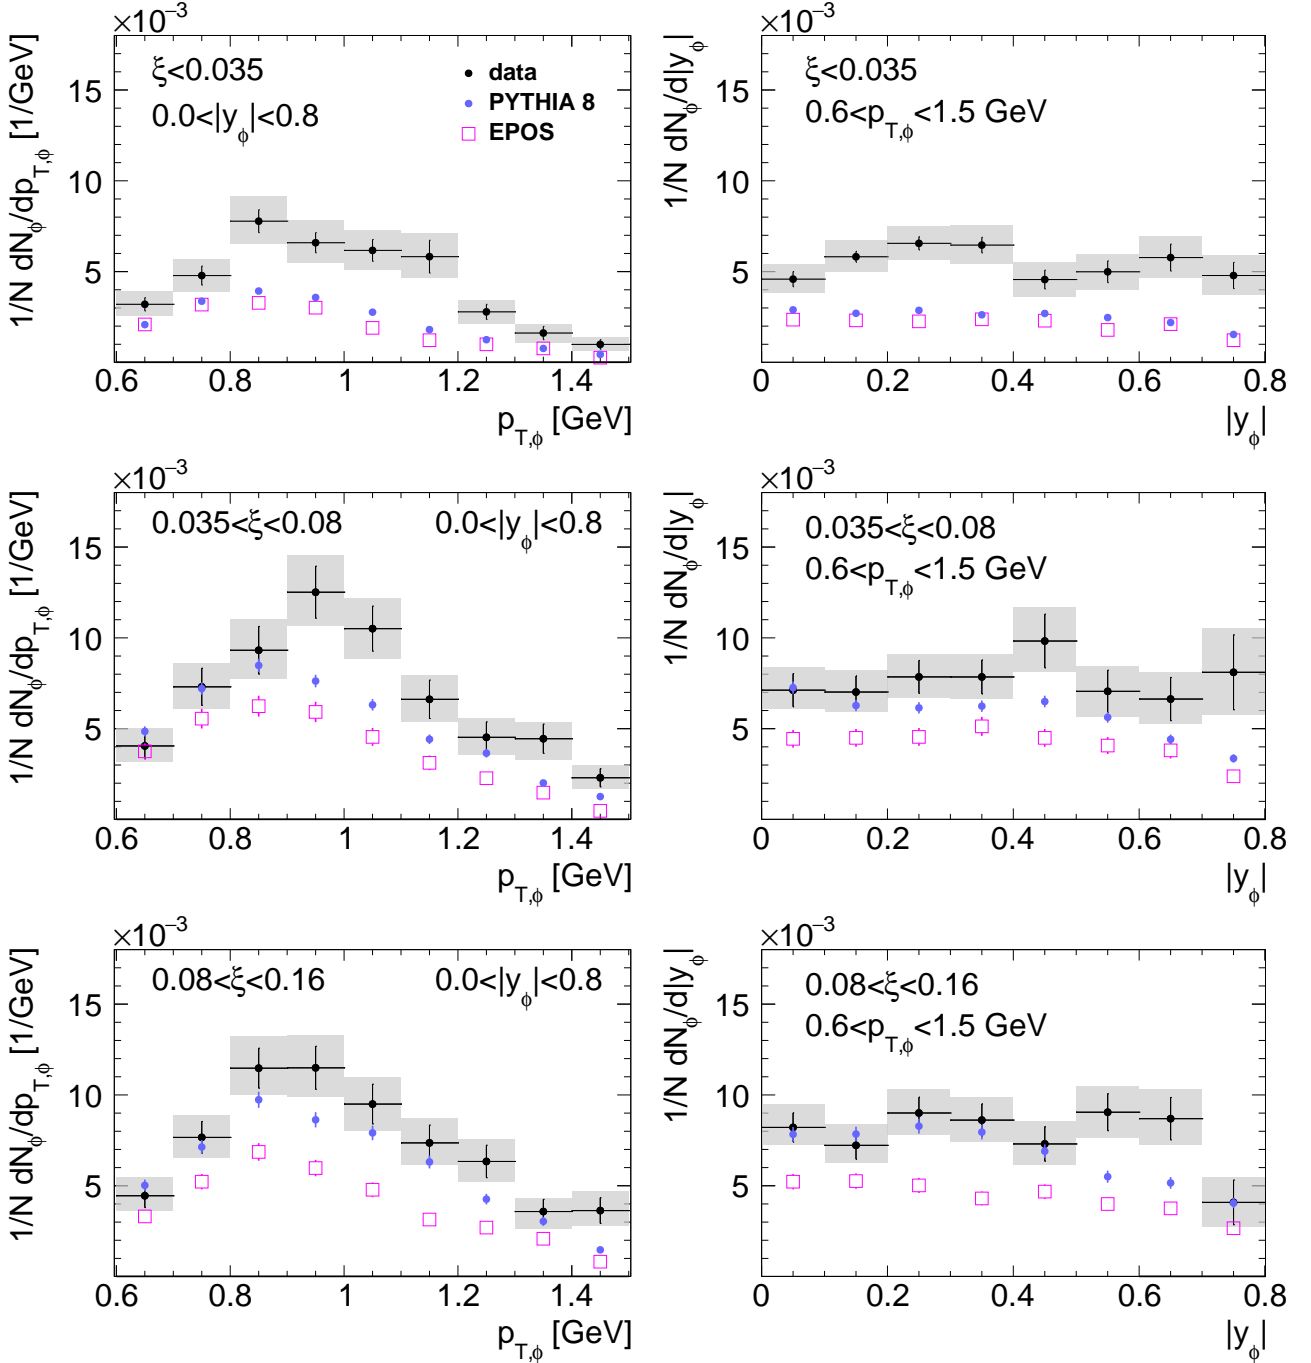 ×10⁻³
1/N dN_ϕ/dp_T,ϕ [1/GeV]
ξ<0.035
0.0<|y_ϕ|<0.8
data
PYTHIA 8
EPOS
15
10
5
0.6 0.8 1 1.2 1.4
p_T,ϕ [GeV]
×10⁻³
1/N dN_ϕ/d|y_ϕ|
ξ<0.035
0.6<p_T,ϕ<1.5 GeV
15
10
5
0 0.2 0.4 0.6 0.8
|y_ϕ|
×10⁻³
1/N dN_ϕ/dp_T,ϕ [1/GeV]
0.035<ξ<0.08 0.0<|y_ϕ|<0.8
15
10
5
0.6 0.8 1 1.2 1.4
p_T,ϕ [GeV]
×10⁻³
1/N dN_ϕ/d|y_ϕ|
0.035<ξ<0.08
0.6<p_T,ϕ<1.5 GeV
15
10
5
0 0.2 0.4 0.6 0.8
|y_ϕ|
×10⁻³
1/N dN_ϕ/dp_T,ϕ [1/GeV]
0.08<ξ<0.16 0.0<|y_ϕ|<0.8
15
10
5
0.6 0.8 1 1.2 1.4
p_T,ϕ [GeV]
×10⁻³
1/N dN_ϕ/d|y_ϕ|
0.08<ξ<0.16
0.6<p_T,ϕ<1.5 GeV
15
10
5
0 0.2 0.4 0.6 0.8
|y_ϕ|